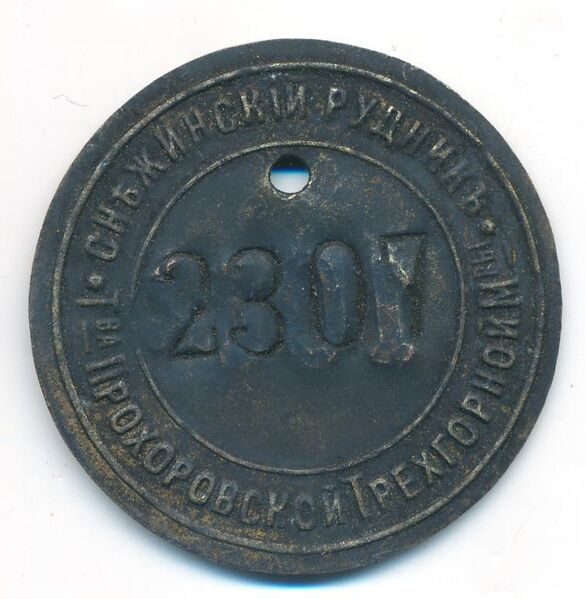 СНѢЖИНСКІЙ РУДНИКЪ
Т ВА ПРОХОРОВСКОЙ ТРЕХГОРНОЙ М РЫ
2307